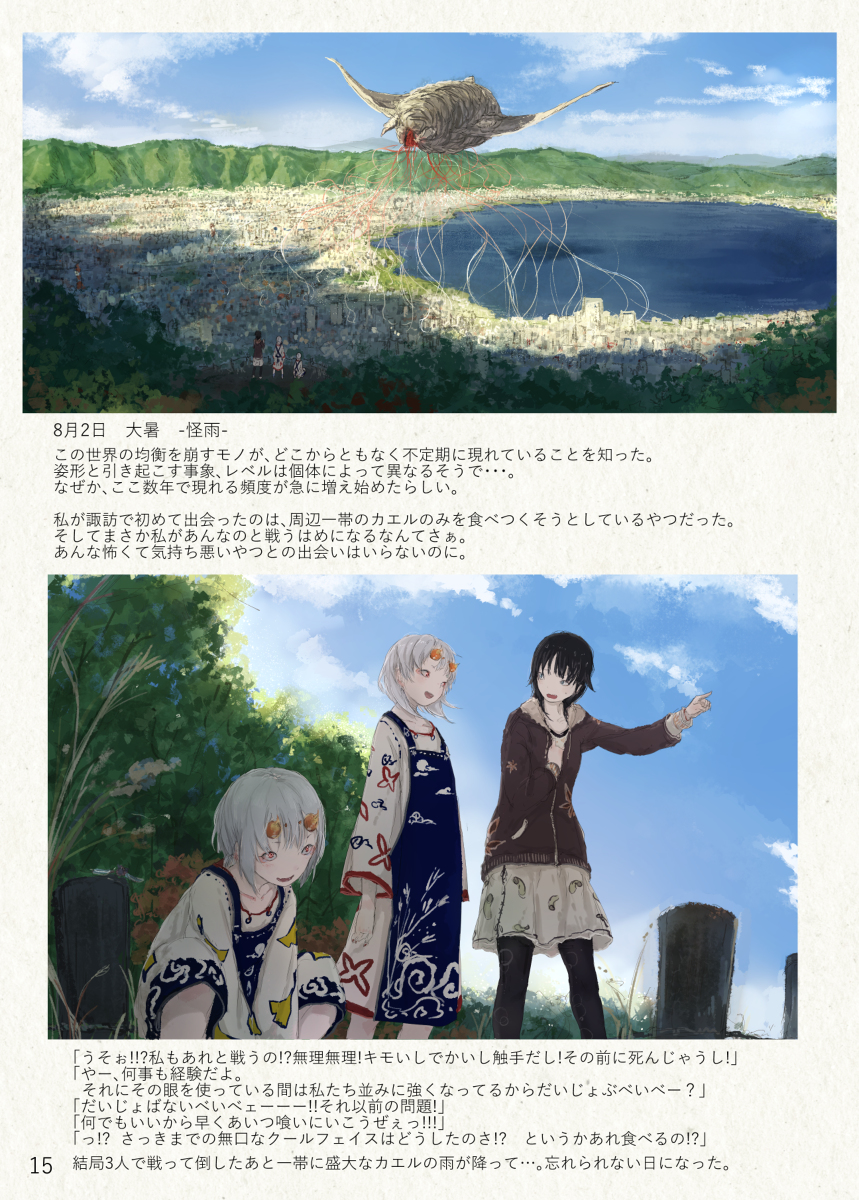 8月2日　大暑　-怪雨-
この世界の均衡を崩すモノが、どこからともなく不定期に現れていることを知った。
姿形と引き起こす事象、レベルは個体によって異なるそうで・・・。
なぜか、ここ数年で現れる頻度が急に増え始めたらしい。
私が諏訪で初めて出会ったのは、周辺一帯のカエルのみを食べつくそうとしているやつだった。
そしてまさか私があんなのと戦うはめになるなんてさぁ。
あんな怖くて気持ち悪いやつとの出会いはいらないのに。
「うそぉ!!?私もあれと戦うの!?無理無理!キモいしでかいし触手だし!その前に死んじゃうし!」
「やー、何事も経験だよ。
それにその眼を使っている間は私たち並みに強くなってるからだいじょぶべいべー？」
「だいじょばないべいべェーーー!!それ以前の問題!」
「何でもいいから早くあいつ喰いにいこうぜぇっ!!!」
「っ!?　さっきまでの無口なクールフェイスはどうしたのさ!?　というかあれ食べるの!?」
結局3人で戦って倒したあと一帯に盛大なカエルの雨が降って…。忘れられない日になった。
15